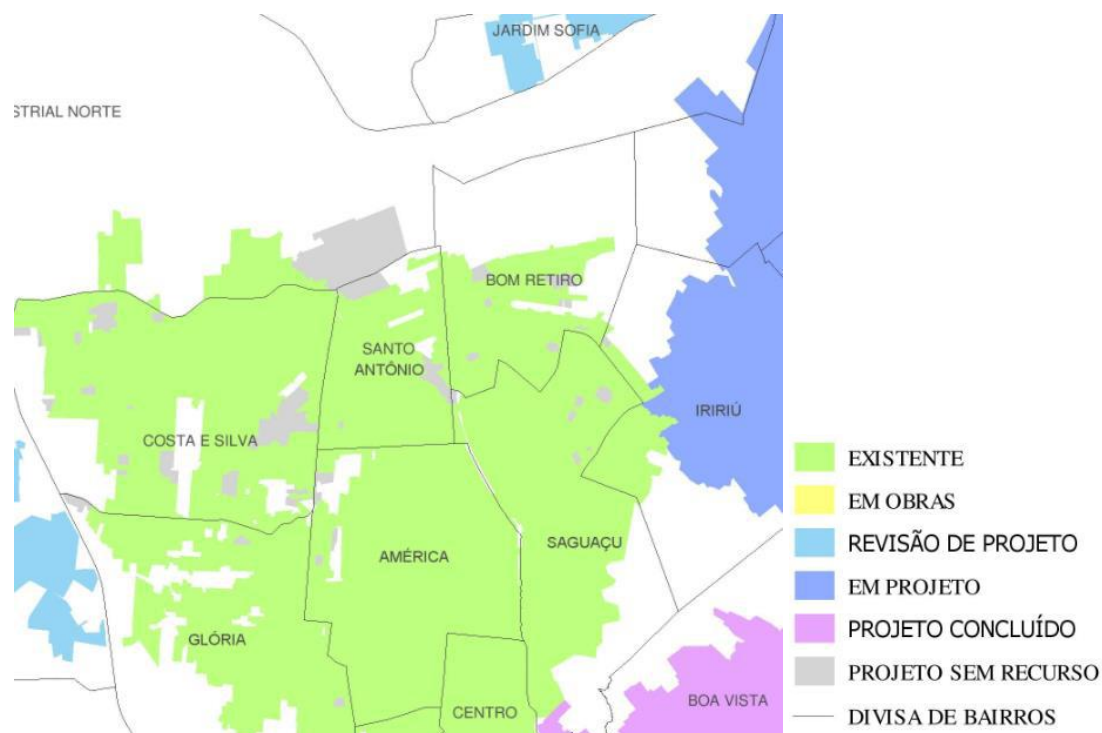 JARDIM SOFIA
STRIAL NORTE
BOM RETIRO
SANTO
ANTÔNIO
IRIRIÚ
COSTA E SILVA
SAGUAÇU
AMÉRICA
GLÓRIA
BOA VISTA
CENTRO
EXISTENTE
EM OBRAS
REVISÃO DE PROJETO
EM PROJETO
PROJETO CONCLUÍDO
PROJETO SEM RECURSO
DIVISA DE BAIRROS